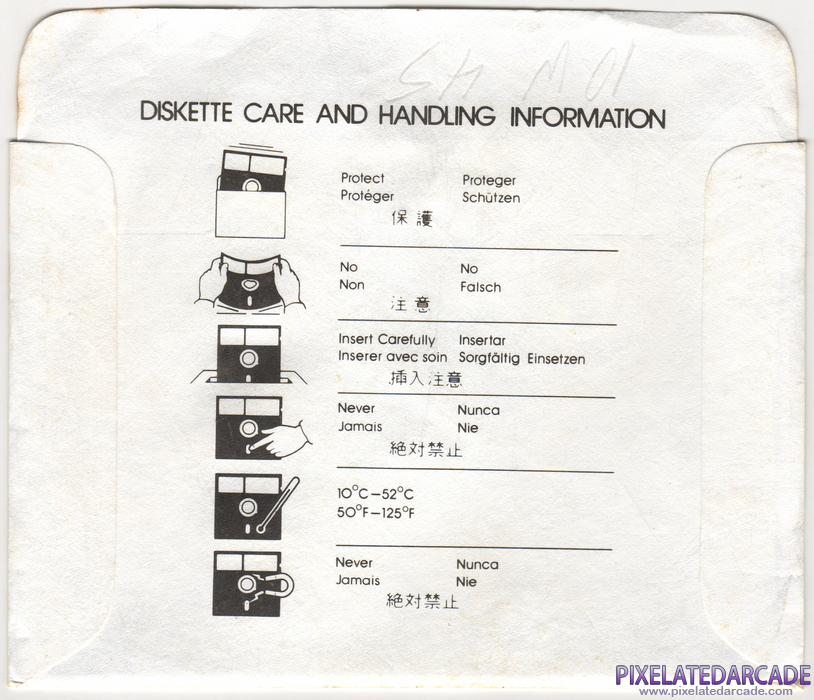 DISKETTE CARE AND HANDLING INFORMATION
Protect Proteger
Protéger Schützen
保護
No No
Non Falsch
注意
Insert Carefully Insertar
Inserer avec soin Sorgfältig Einsetzen
挿入注意
Never Nunca
Jamais Nie
絶対禁止
10°C–52°C
50°F–125°F
Never Nunca
Jamais Nie
絶対禁止
PIXELATEDARCADE
www.pixelatedarcade.com